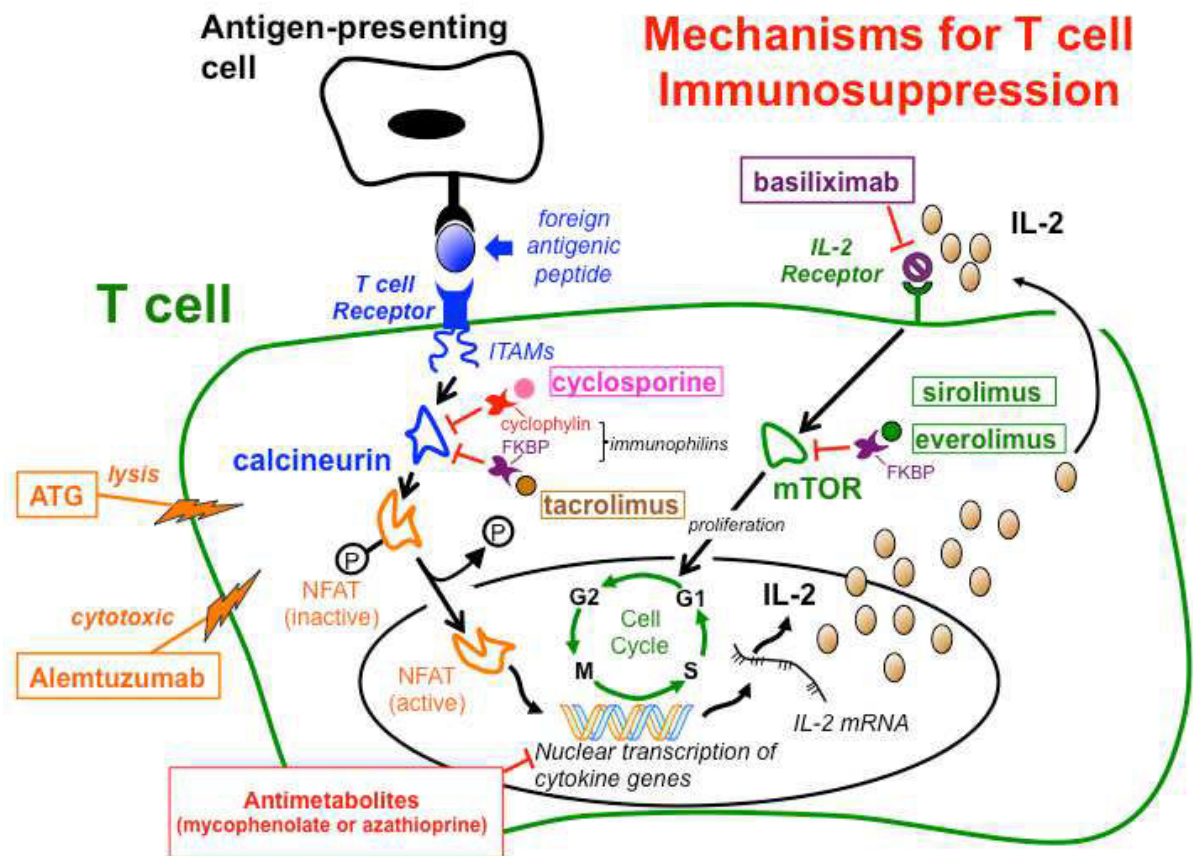 Antigen-presenting
cell
Mechanisms for T cell
Immunosuppression
basiliximab
IL-2
foreign
antigenic
peptide
IL-2
Receptor
T cell
T cell
Receptor
ITAMs
cyclosporine
sirolimus
cyclophylin
FKBP
immunophilins
everolimus
FKBP
calcineurin
mTOR
lysis
ATG
tacrolimus
proliferation
P
P
NFAT
(inactive)
G2
G1
IL-2
Cell
Cycle
cytotoxic
Alemtuzumab
M
S
NFAT
(active)
IL-2 mRNA
Nuclear transcription of
cytokine genes
Antimetabolites
(mycophenolate or azathioprine)